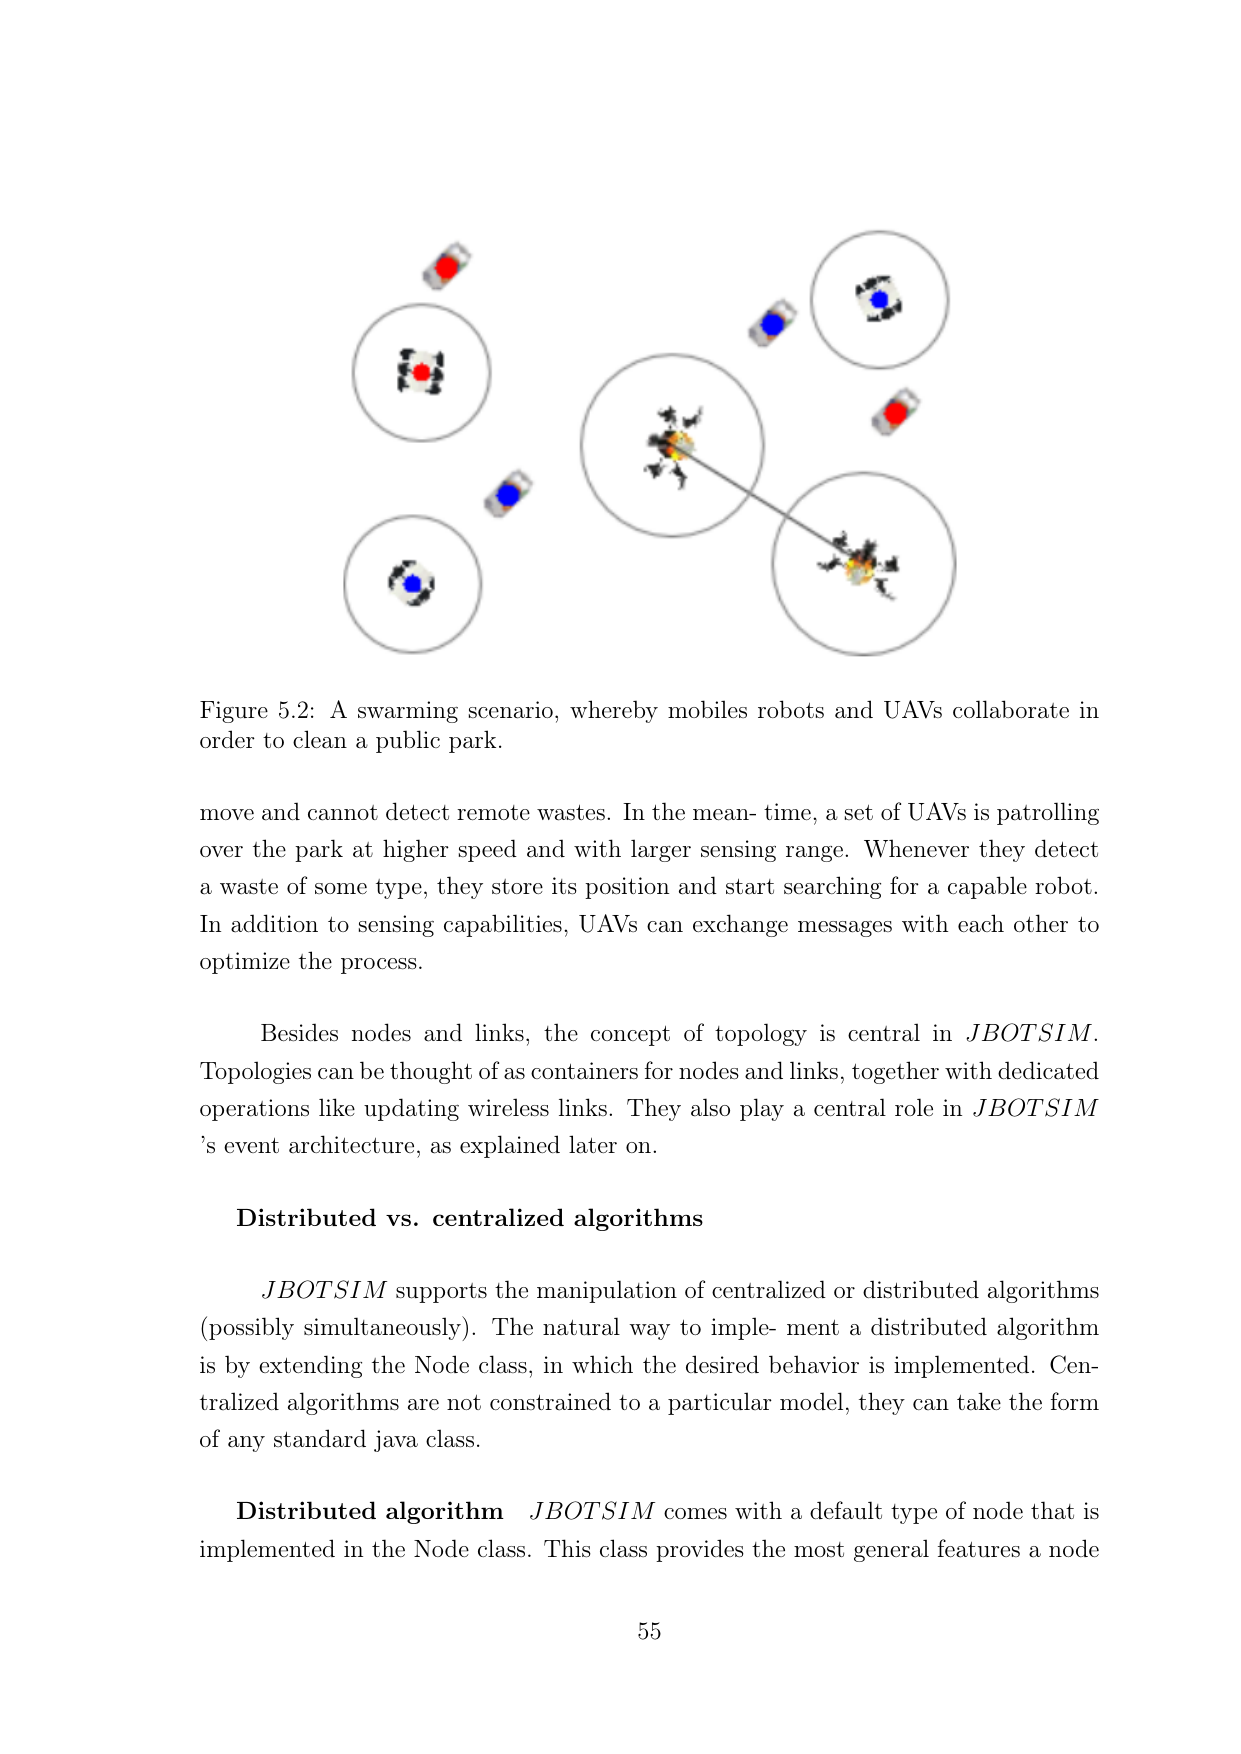 Figure 5.2: A swarming scenario, whereby mobiles robots and UAVs collaborate in
order to clean a public park.
move and cannot detect remote wastes. In the mean- time, a set of UAVs is patrolling
over the park at higher speed and with larger sensing range. Whenever they detect
a waste of some type, they store its position and start searching for a capable robot.
In addition to sensing capabilities, UAVs can exchange messages with each other to
optimize the process.
Besides nodes and links, the concept of topology is central in JBOTSIM.
Topologies can be thought of as containers for nodes and links, together with dedicated
operations like updating wireless links. They also play a central role in JBOTSIM
's event architecture, as explained later on.
Distributed vs. centralized algorithms
JBOTSIM supports the manipulation of centralized or distributed algorithms
(possibly simultaneously). The natural way to imple- ment a distributed algorithm
is by extending the Node class, in which the desired behavior is implemented. Cen-
tralized algorithms are not constrained to a particular model, they can take the form
of any standard java class.
Distributed algorithm JBOTSIM comes with a default type of node that is
implemented in the Node class. This class provides the most general features a node
55